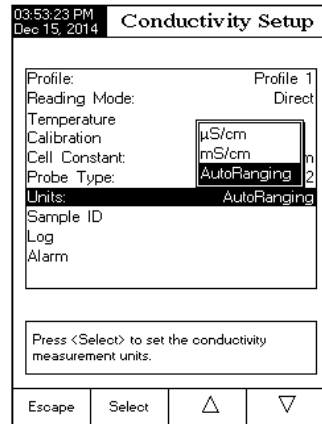 03:53:23 PM
Dec 15, 2014
Conductivity Setup
Profile: Profile 1
Reading Mode: Direct
Temperature
Calibration
Cell Constant:
Probe Type: 2
µS/cm
mS/cm
AutoRanging
Units: AutoRanging
Sample ID
Log
Alarm
Press <Select> to set the conductivity
measurement units.
Escape Select